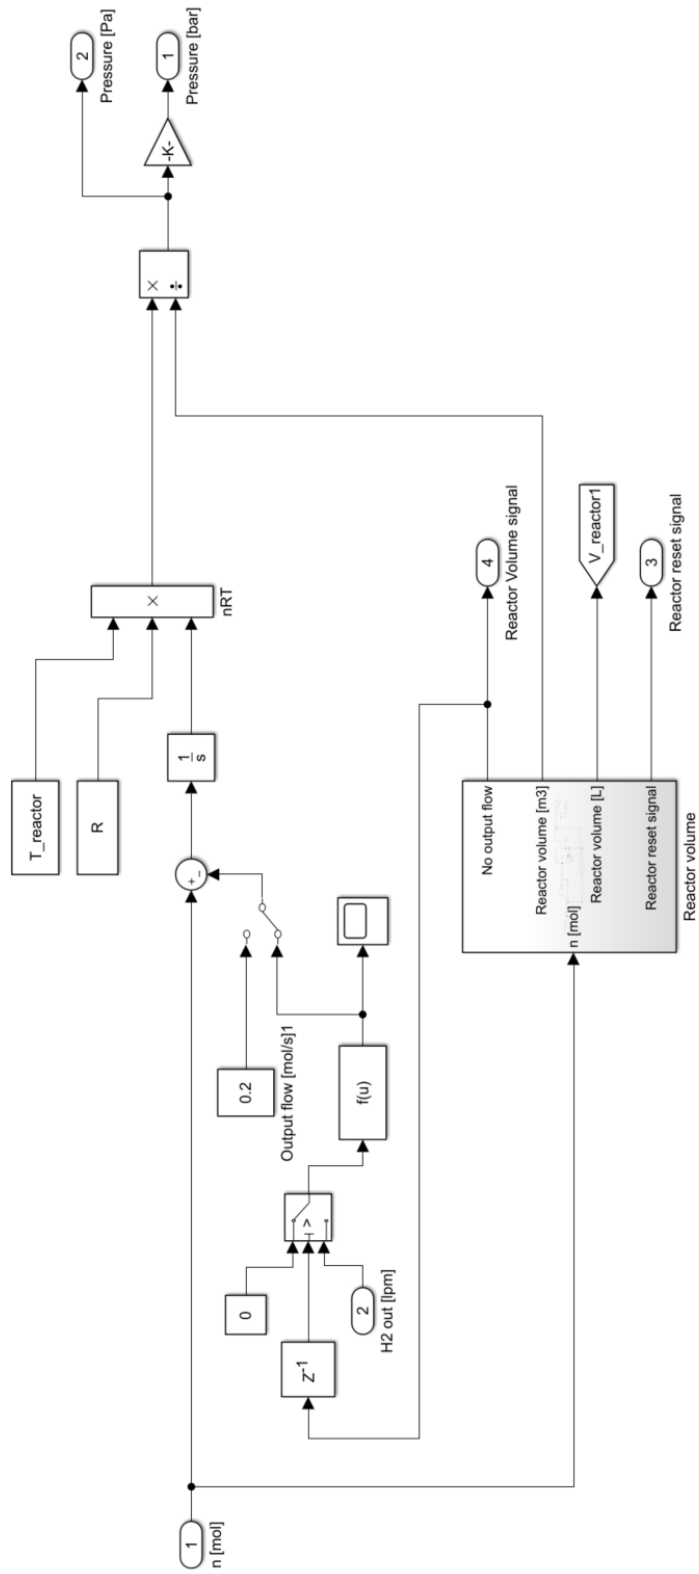 1
n [mol]
T_reactor
R
0
Z-1
2
H2 out [lpm]
>
f(u)
0.2
Output flow [mol/s]1
+
-
1
s
×
nRT
×
÷
-K-
2
Pressure [Pa]
1
Pressure [bar]
n [mol]
No output flow
Reactor volume [m3]
Reactor volume [L]
Reactor reset signal
Reactor volume
4
Reactor Volume signal
V_reactor1
3
Reactor reset signal